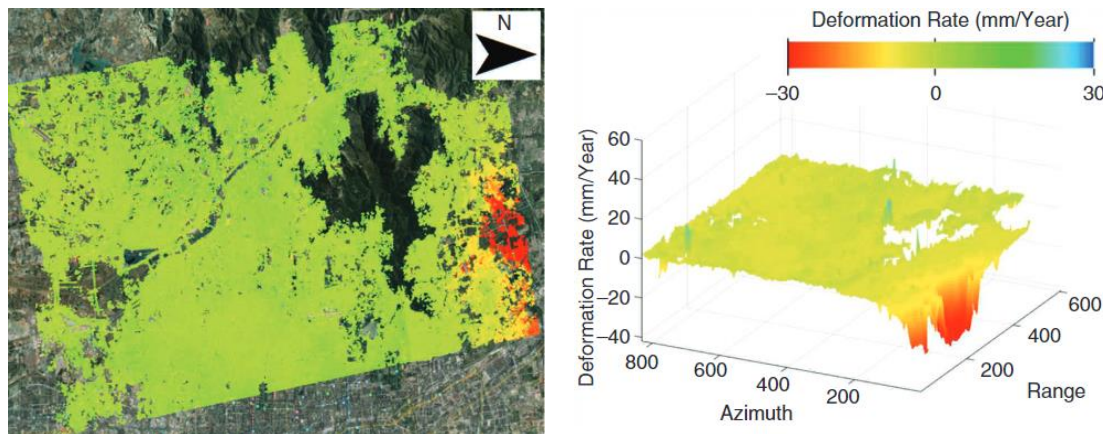 N
Deformation Rate (mm/Year)
−30 0 30
Deformation Rate (mm/Year)
60
40
20
0
−20
−40
800 600 400 200
Azimuth
200 400 600
Range